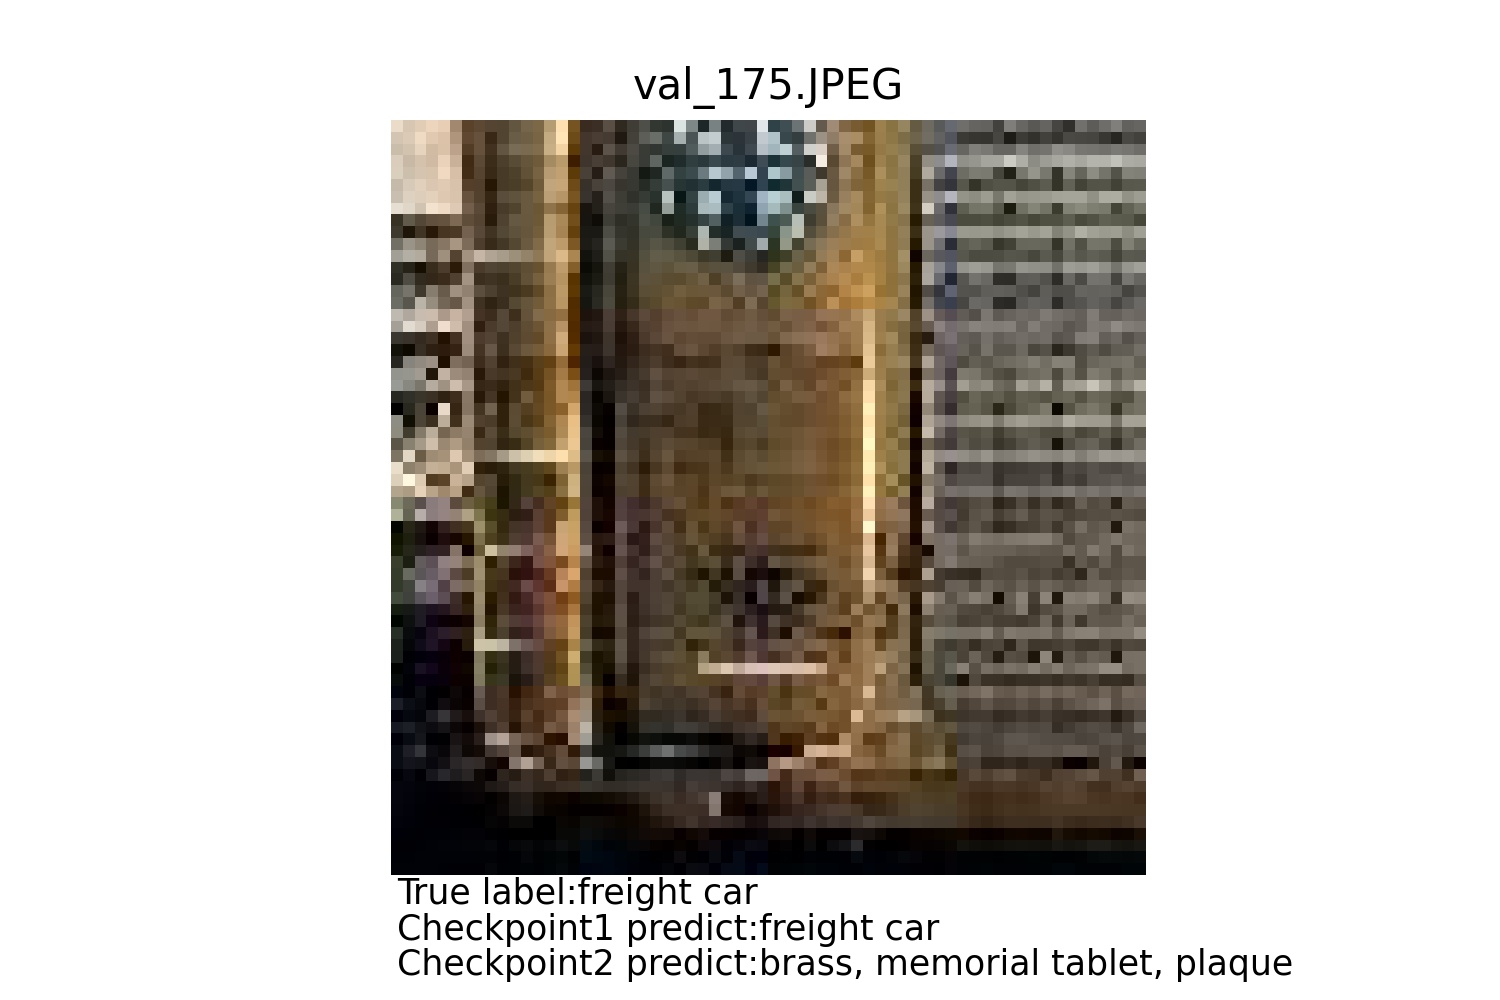 val_175.JPEG
True label:freight car
Checkpoint1 predict:freight car
Checkpoint2 predict:brass, memorial tablet, plaque